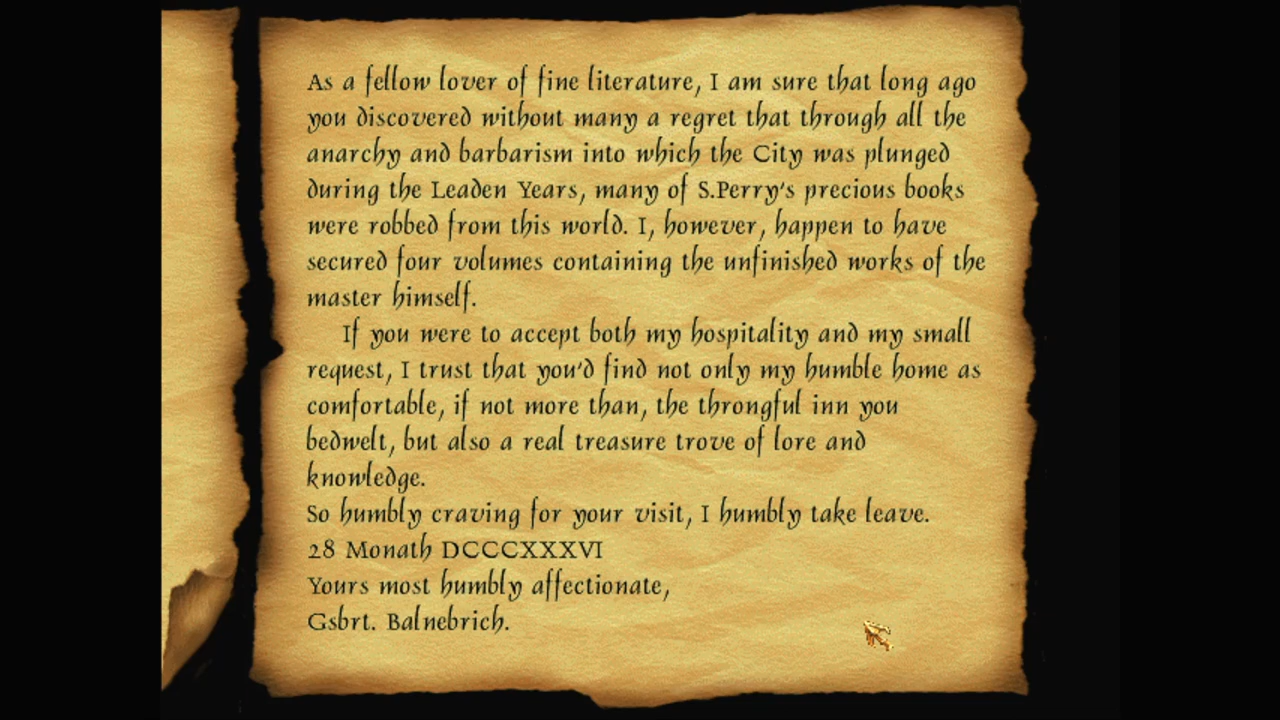 As a fellow lover of fine literature, I am sure that long ago
you discovered without many a regret that through all the
anarchy and barbarism into which the City was plunged
during the Leaden Years, many of S.Perry's precious books
were robbed from this world. I, however, happen to have
secured four volumes containing the unfinished works of the
master himself.
If you were to accept both my hospitality and my small
request, I trust that you'd find not only my humble home as
comfortable, if not more than, the throngful inn you
bedwelt, but also a real treasure trove of lore and
knowledge.
So humbly craving for your visit, I humbly take leave.
28 Monath DCCCXXXVI
Yours most humbly affectionate,
Gsbrt. Balnebrich.